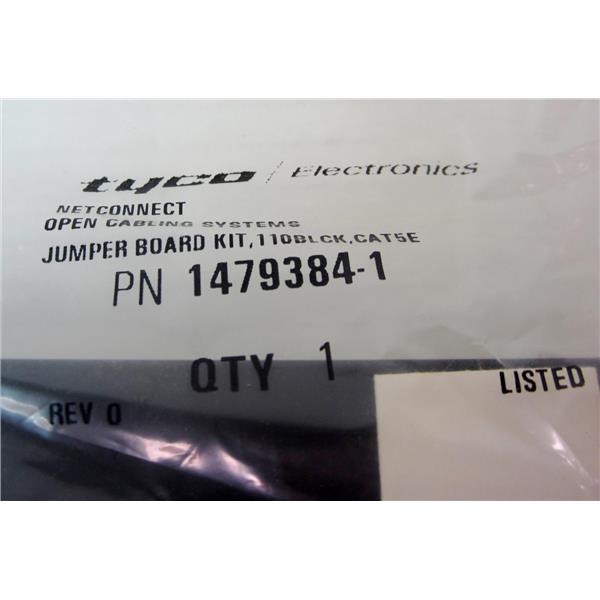 tyco / Electronics
NETCONNECT
OPEN CABLING SYSTEMS
JUMPER BOARD KIT,110BLCK,CAT5E
PN 1479384-1
QTY 1
LISTED
REV 0